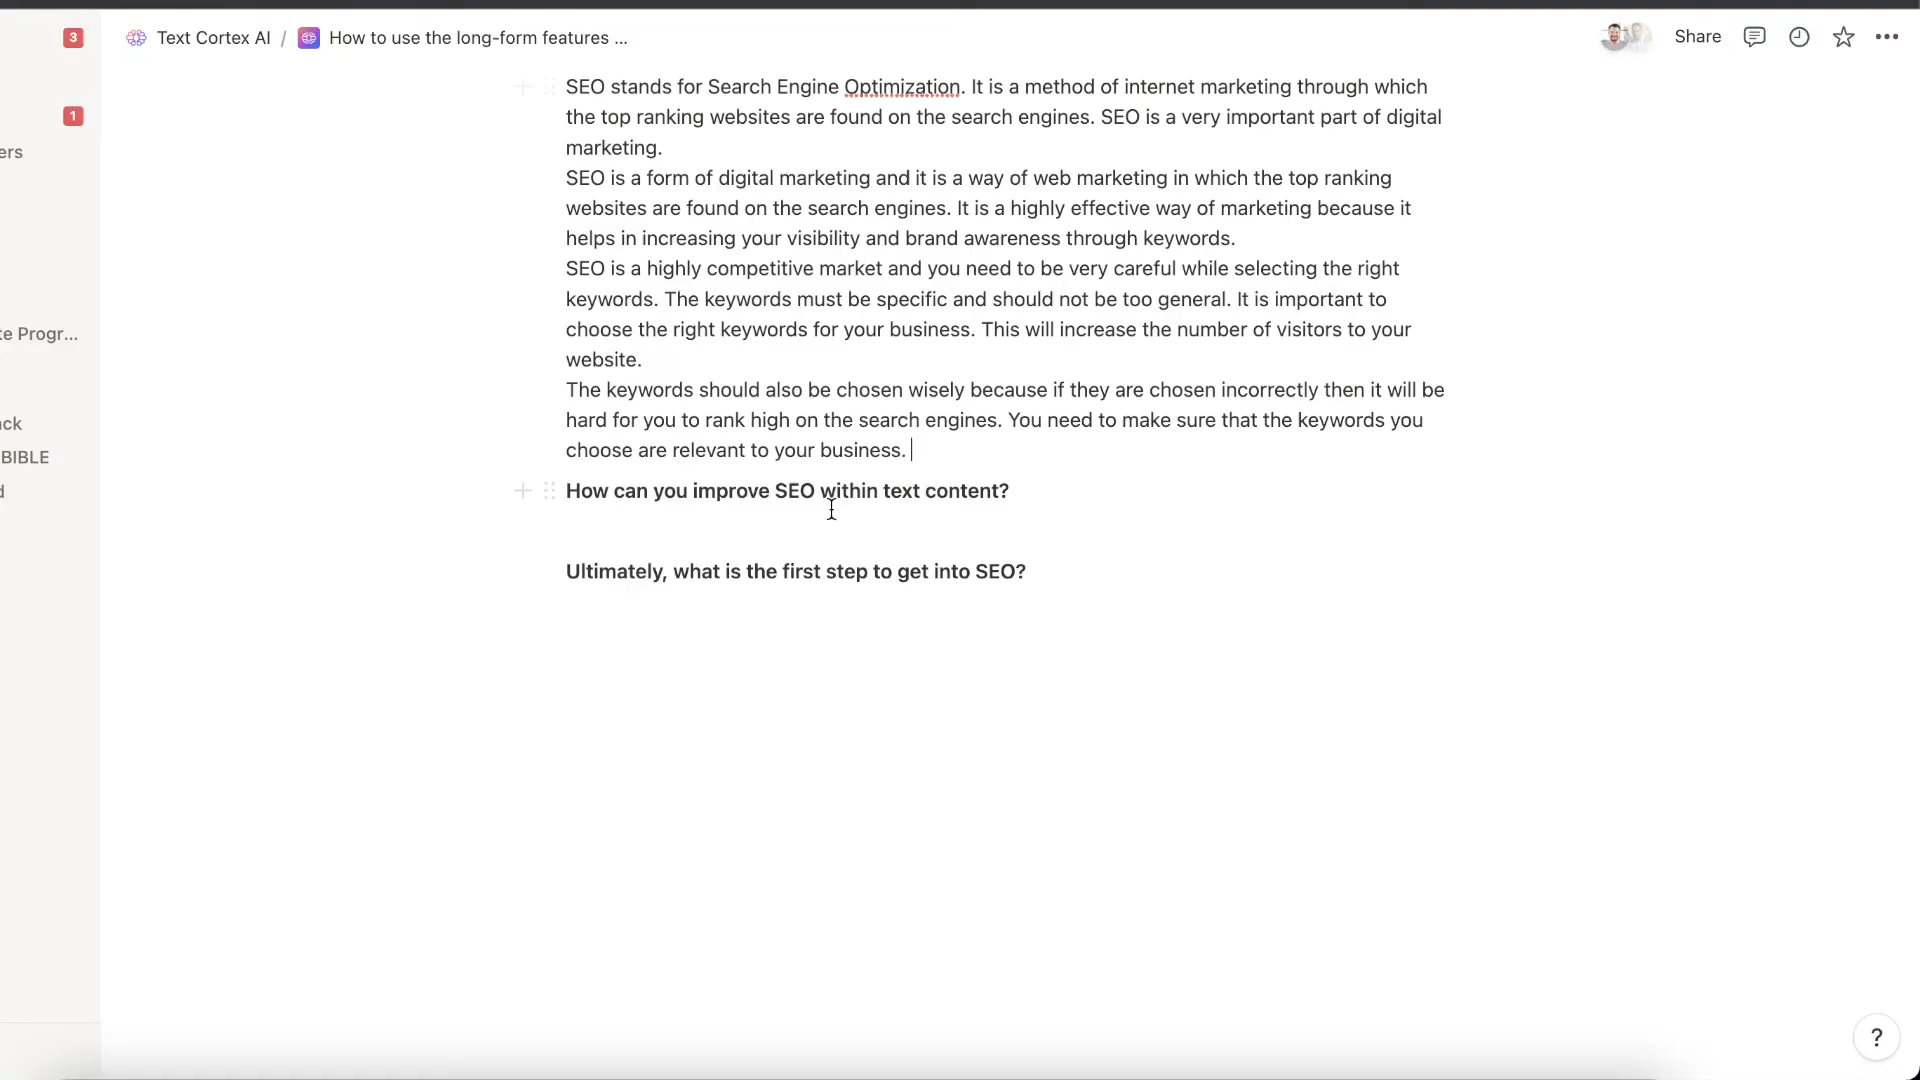 3
Text Cortex AI / How to use the long-form features ...
Share
1
ers
te Progr...
ck
BIBLE
d
SEO stands for Search Engine Optimization. It is a method of internet marketing through which
the top ranking websites are found on the search engines. SEO is a very important part of digital
marketing.
SEO is a form of digital marketing and it is a way of web marketing in which the top ranking
websites are found on the search engines. It is a highly effective way of marketing because it
helps in increasing your visibility and brand awareness through keywords.
SEO is a highly competitive market and you need to be very careful while selecting the right
keywords. The keywords must be specific and should not be too general. It is important to
choose the right keywords for your business. This will increase the number of visitors to your
website.
The keywords should also be chosen wisely because if they are chosen incorrectly then it will be
hard for you to rank high on the search engines. You need to make sure that the keywords you
choose are relevant to your business.
How can you improve SEO within text content?
Ultimately, what is the first step to get into SEO?
?